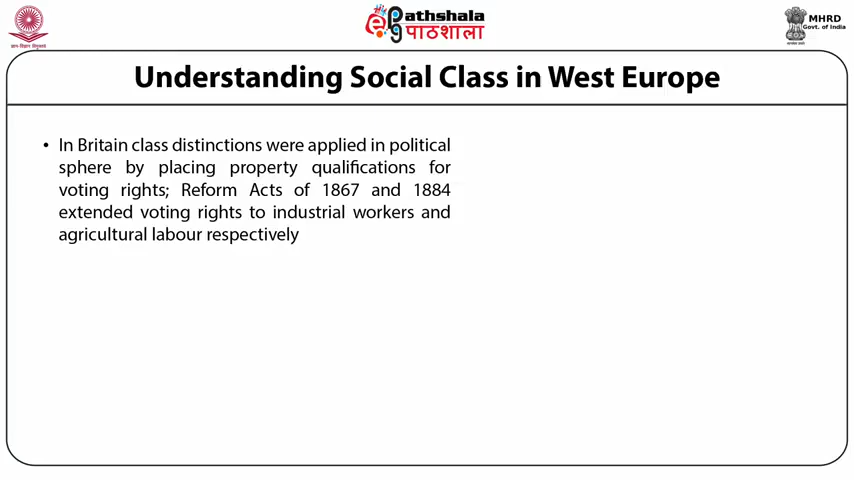 Pathshala
पाठशाला
MHRD
Govt. of India
Understanding Social Class in West Europe
• In Britain class distinctions were applied in political
sphere by placing property qualifications for
voting rights; Reform Acts of 1867 and 1884
extended voting rights to industrial workers and
agricultural labour respectively